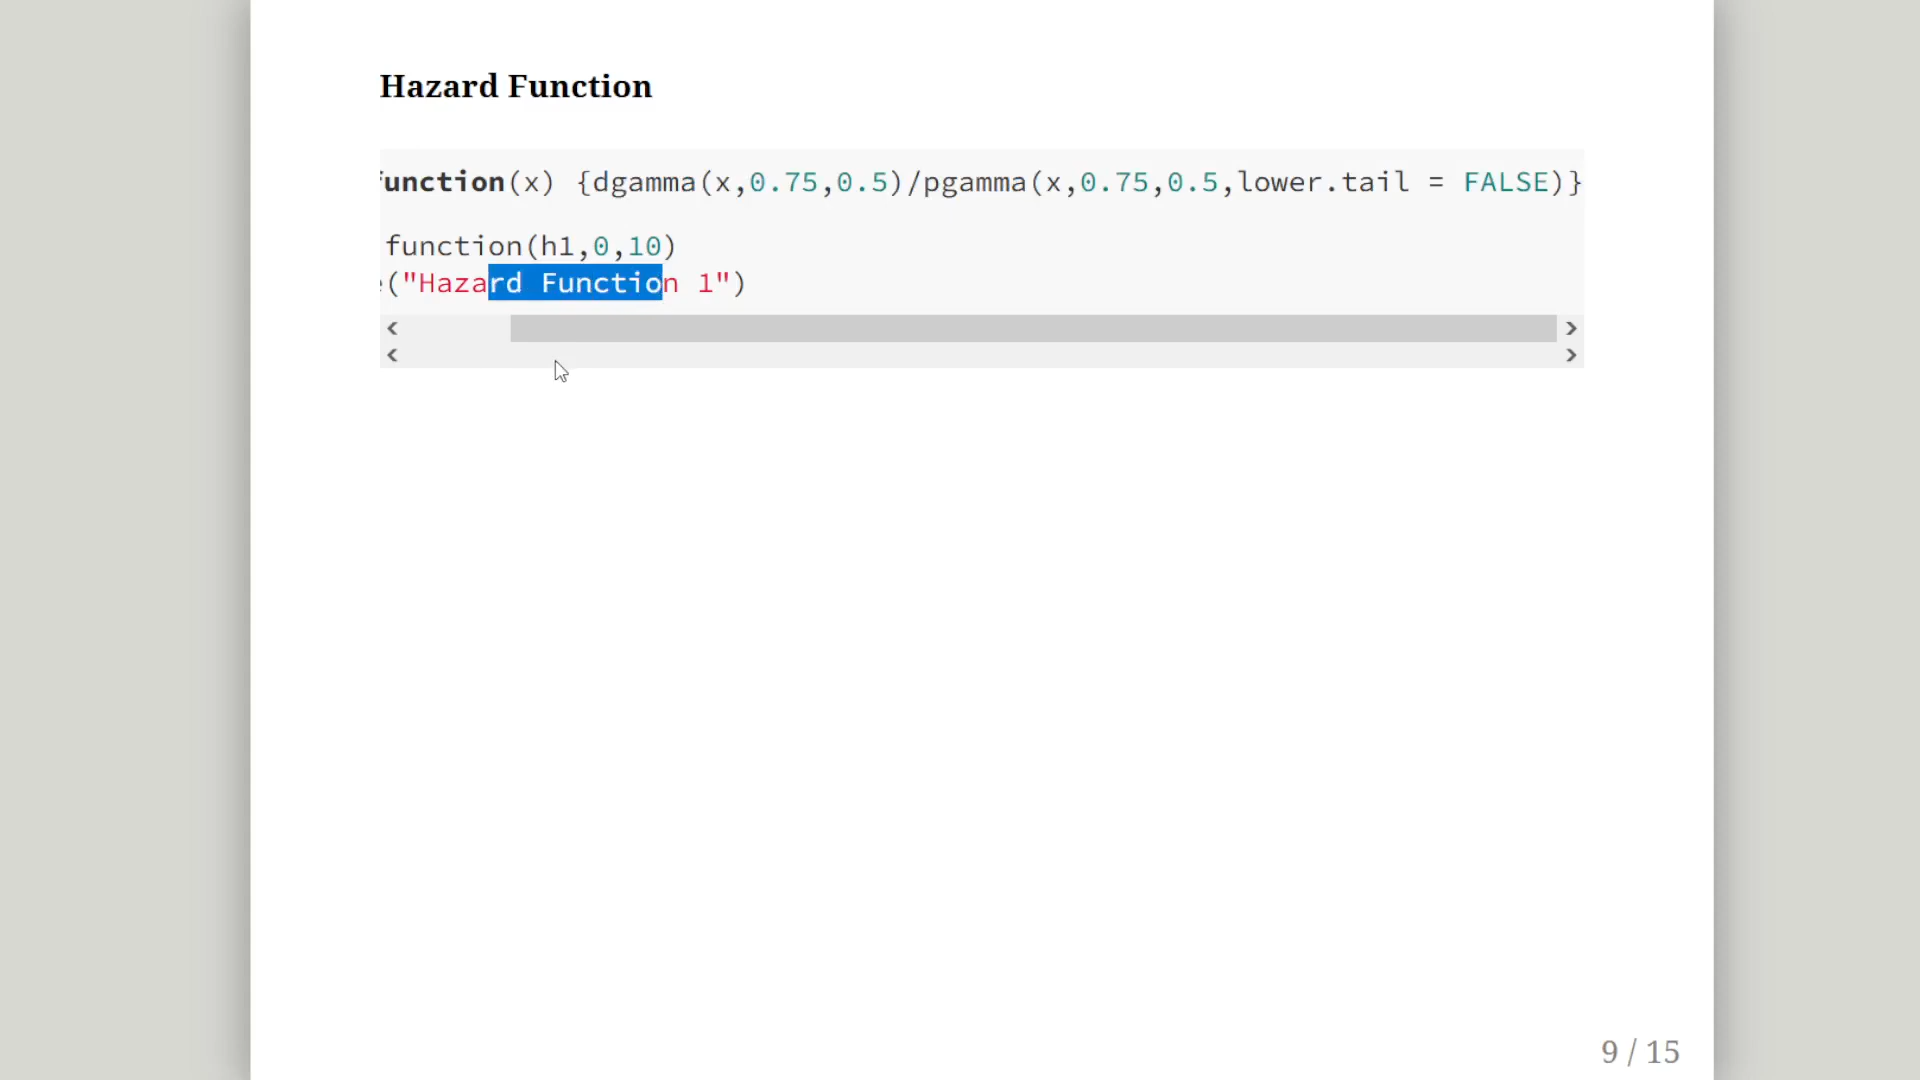 Hazard Function
function(x) {dgamma(x,0.75,0.5)/pgamma(x,0.75,0.5,lower.tail = FALSE)}
function(h1,0,10)
e("Hazard Function 1")
9 / 15